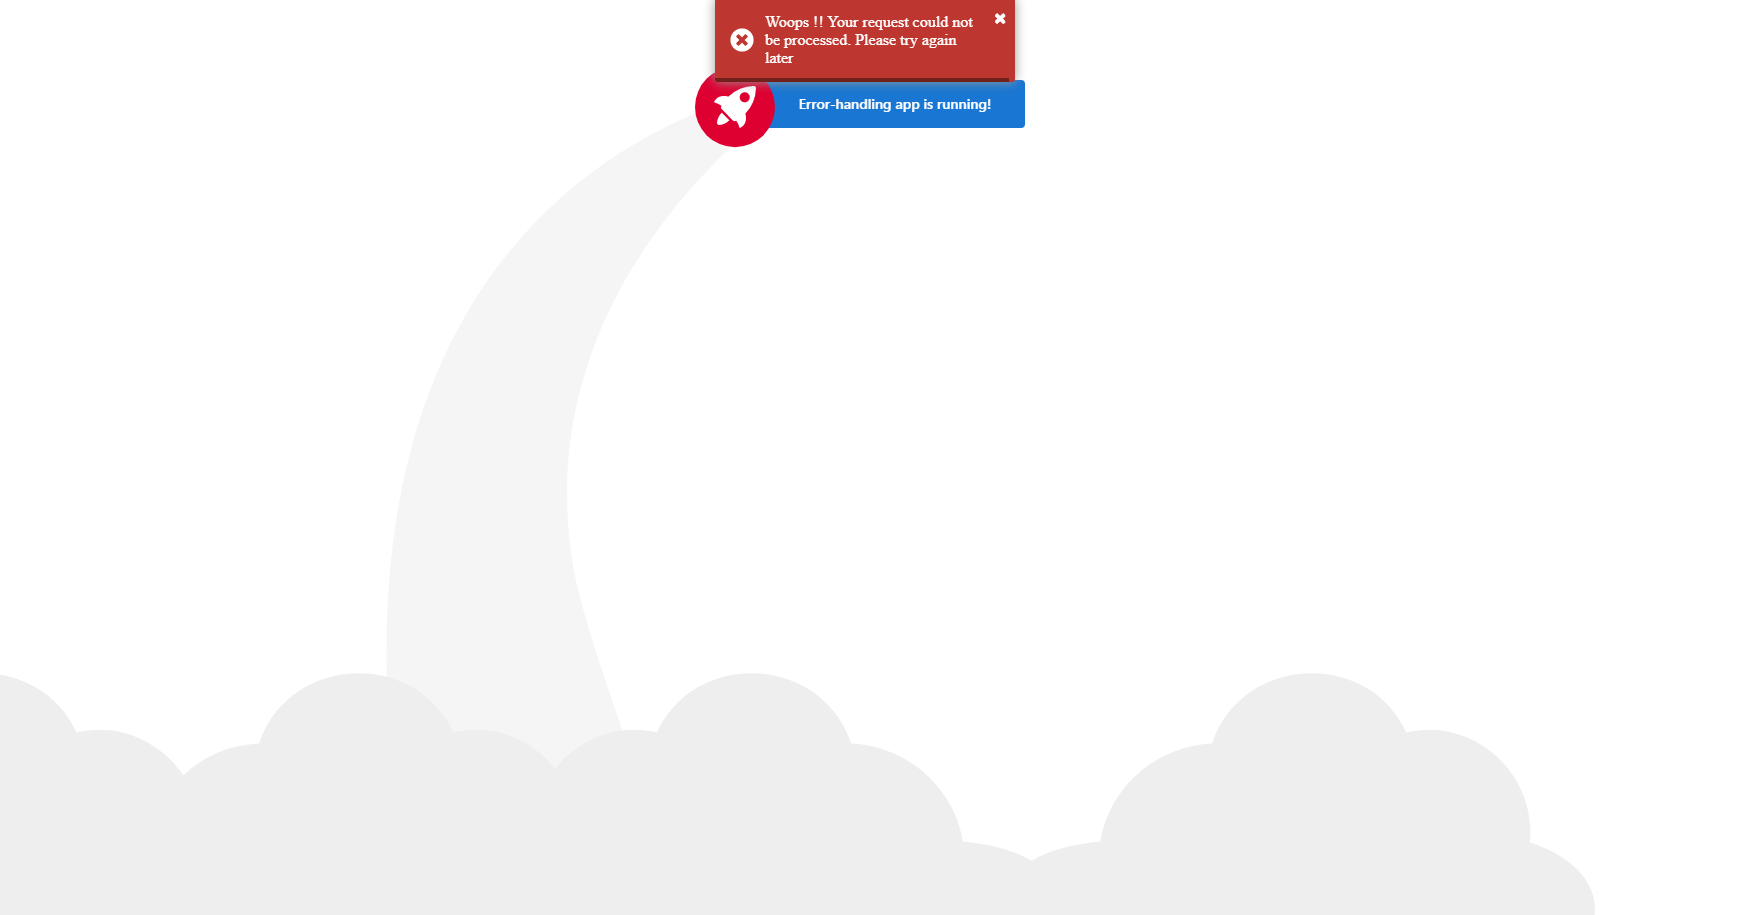 Woops !! Your request could not
be processed. Please try again
later
Error-handling app is running!